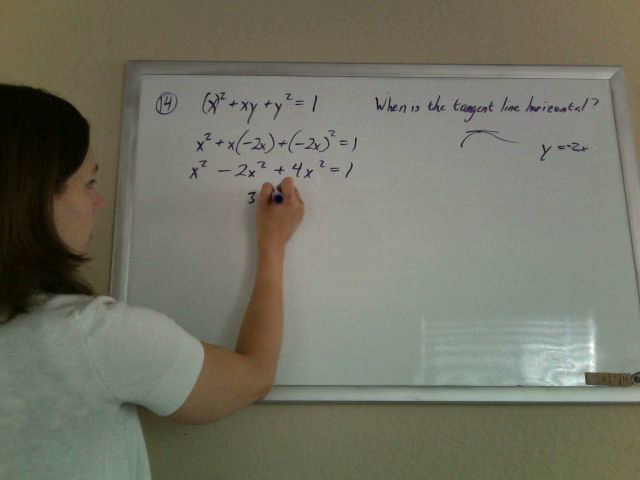 14 (x)² + xy + y² = 1
When is the tangent line horizontal?
x² + x(-2x) + (-2x)² = 1
y = -2x
x² - 2x² + 4x² = 1
3